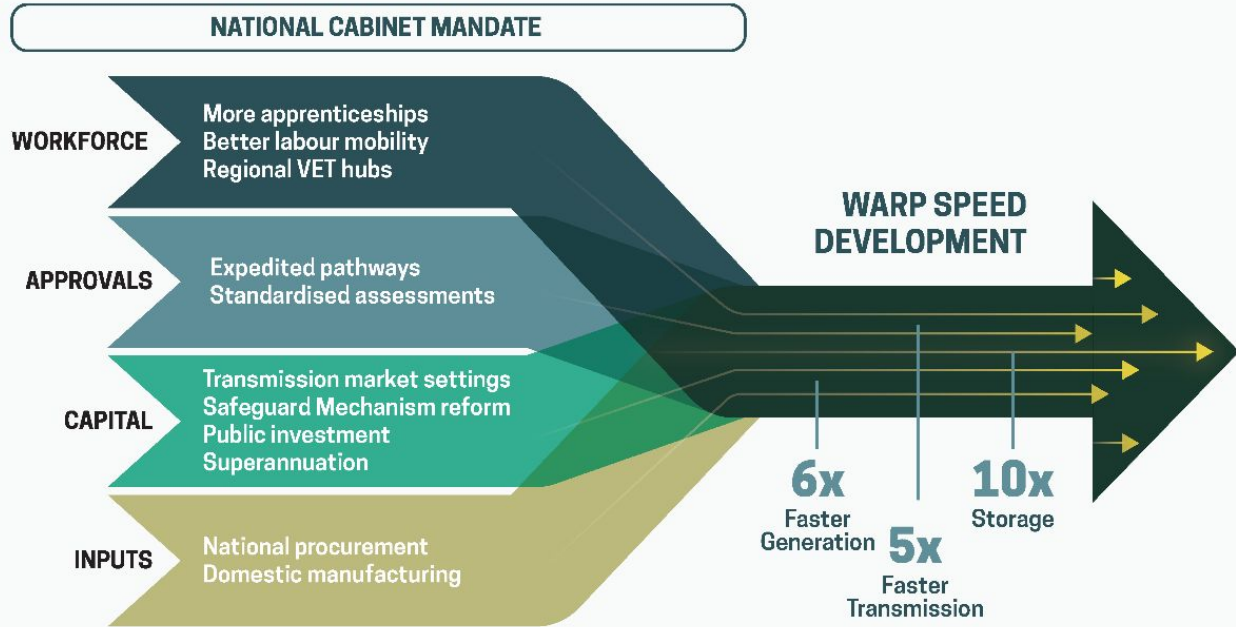 NATIONAL CABINET MANDATE
WORKFORCE
More apprenticeships
Better labour mobility
Regional VET hubs
APPROVALS
Expedited pathways
Standardised assessments
CAPITAL
Transmission market settings
Safeguard Mechanism reform
Public investment
Superannuation
INPUTS
National procurement
Domestic manufacturing
WARP SPEED
DEVELOPMENT
6x
Faster
Generation
5x
Faster
Transmission
10x
Storage